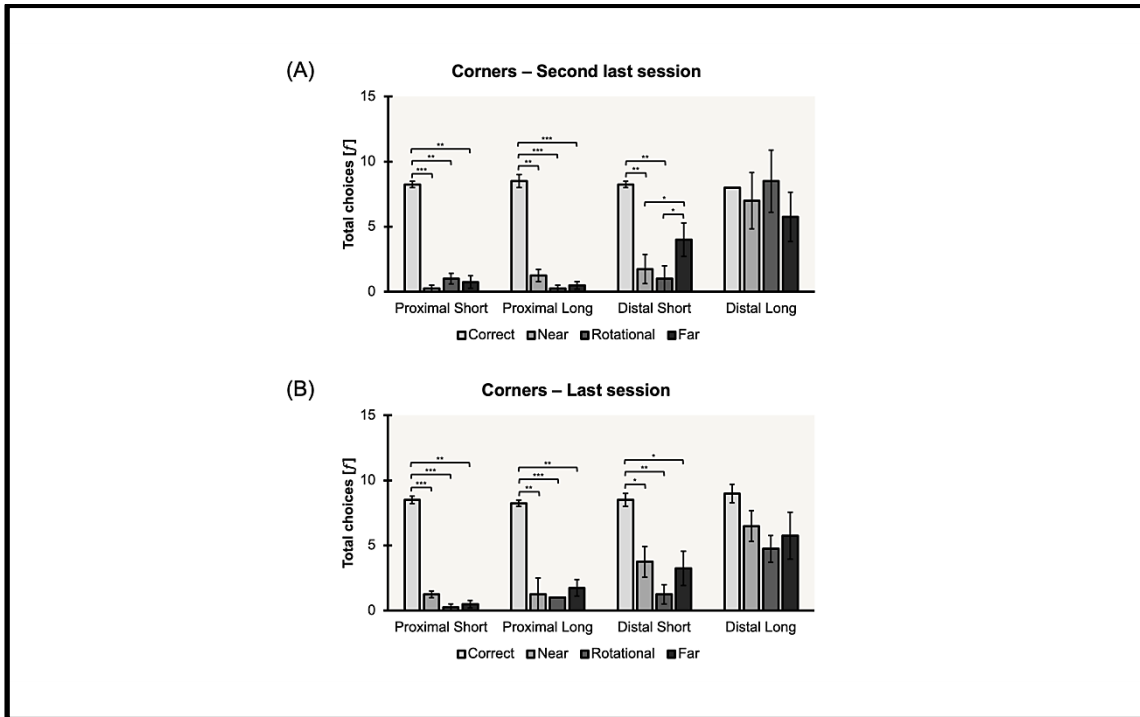 (A)
Corners – Second last session
Total choices [f]
15
10
5
0
** ** ***
*** *** **
** ** * *
Proximal Short Proximal Long Distal Short Distal Long
Correct Near Rotational Far
(B)
Corners – Last session
Total choices [f]
15
10
5
0
** *** ***
** *** **
* ** *
Proximal Short Proximal Long Distal Short Distal Long
Correct Near Rotational Far